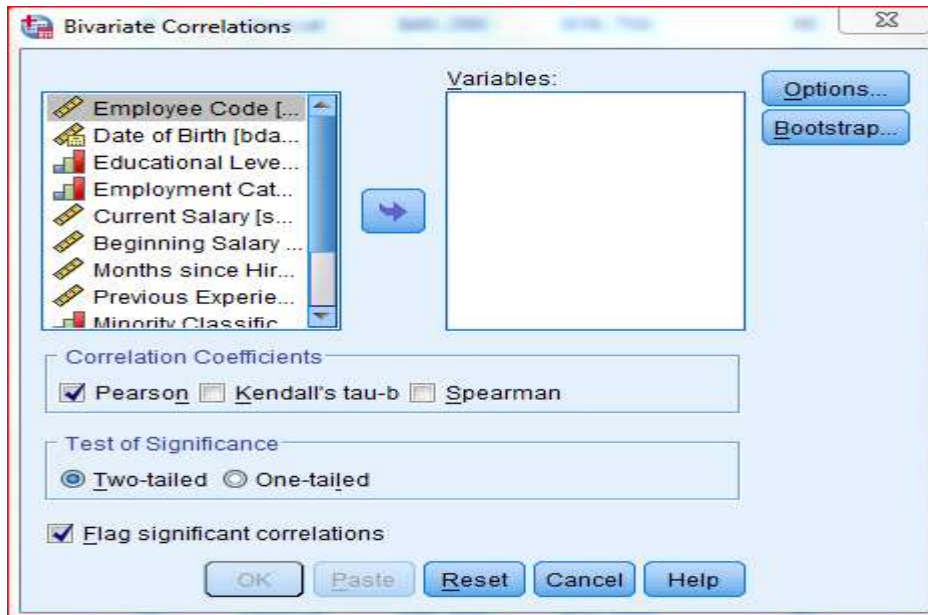 Bivariate Correlations
Variables:
Employee Code [...
Date of Birth [bda...
Educational Leve...
Employment Cat...
Current Salary [s...
Beginning Salary ...
Months since Hir...
Previous Experie...
Minority Classific
Options...
Bootstrap...
Correlation Coefficients
Pearson Kendall's tau-b Spearman
Test of Significance
Two-tailed One-tailed
Flag significant correlations
OK Paste Reset Cancel Help